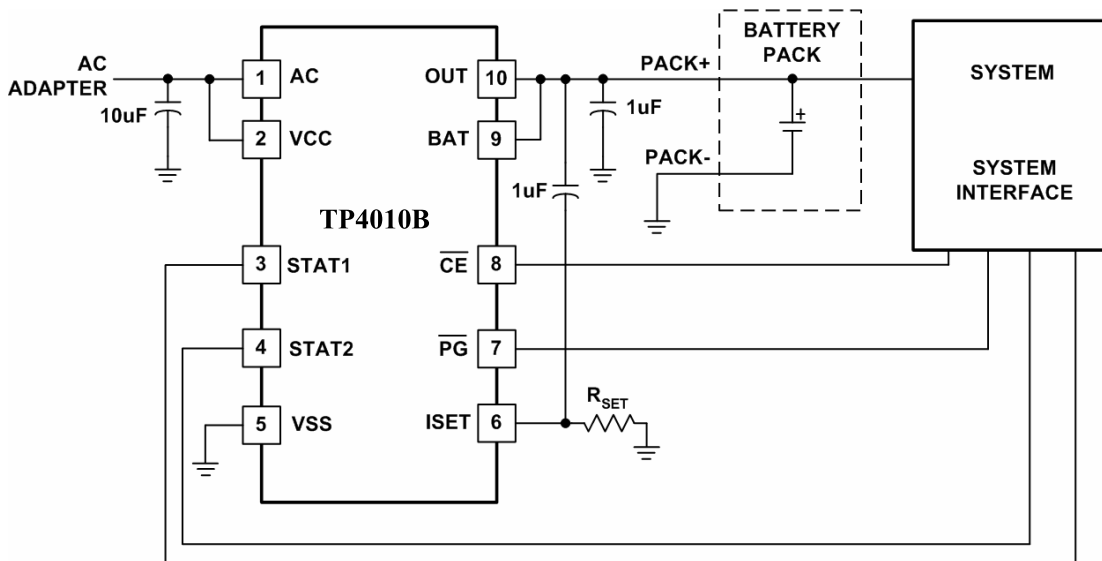 AC
ADAPTER
10uF
1 AC
2 VCC
3 STAT1
4 STAT2
5 VSS
TP4010B
OUT 10
BAT 9
CE 8
PG 7
ISET 6
1uF
1uF
RSET
PACK+
PACK-
BATTERY
PACK
+
SYSTEM
SYSTEM
INTERFACE